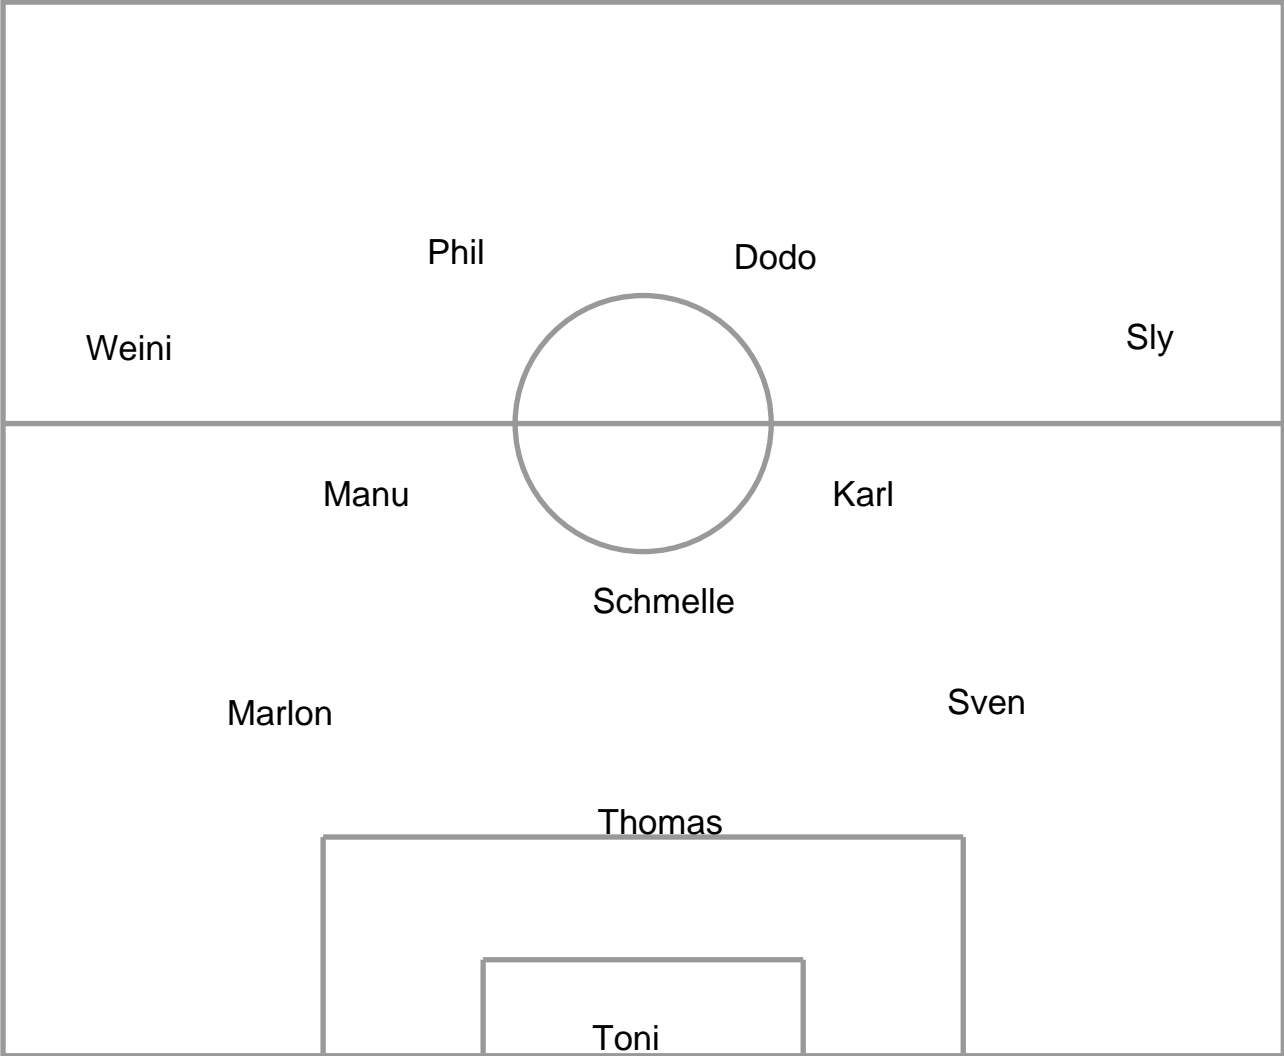 Phil
Dodo
Sly
Weini
Manu
Karl
Schmelle
Sven
Marlon
Thomas
Toni